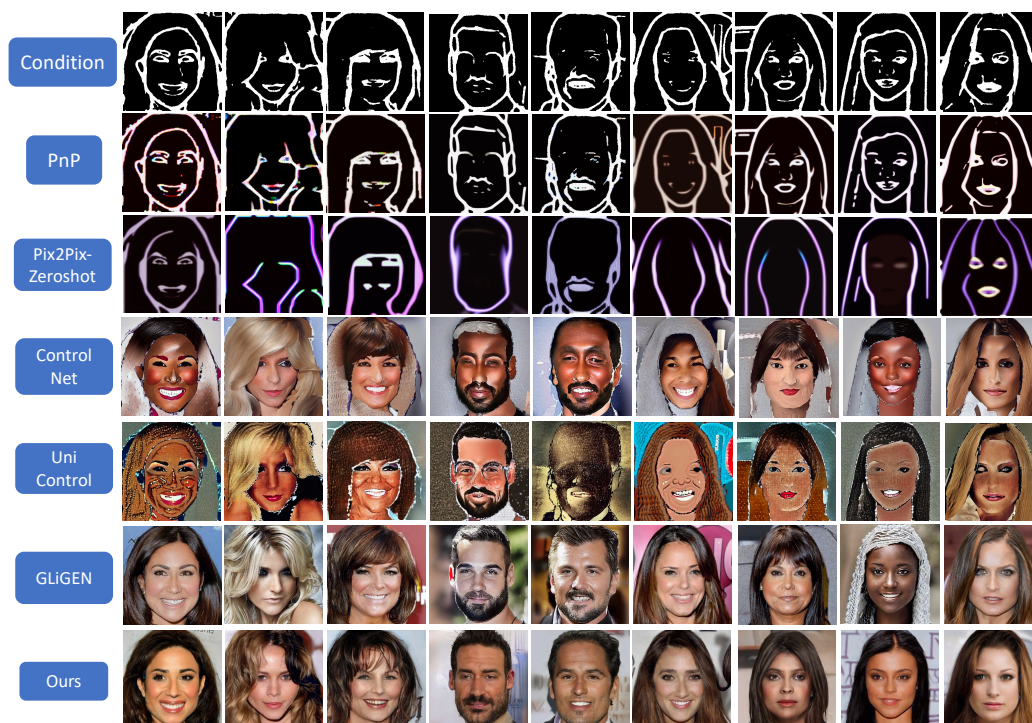 Condition
PnP
Pix2Pix-
Zeroshot
Control
Net
Uni
Control
GLiGEN
Ours